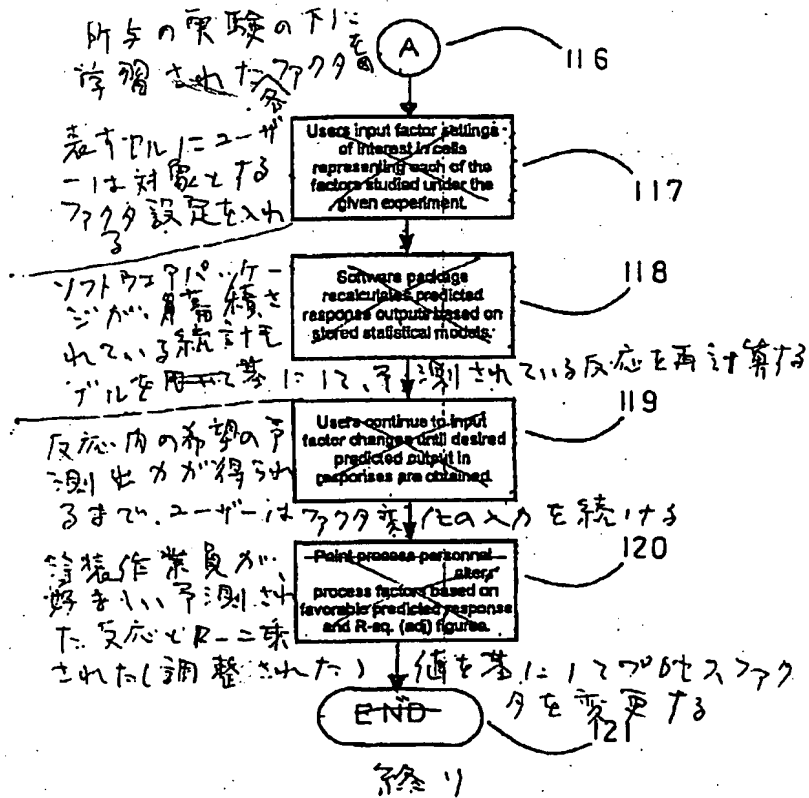 所与の実験の下に
学習されたファクタを
各
A
116
表すセルにユーザ
ーは対象とする
ファクタ設定を入れ
る
Users input factor settings
of interest in cells
representing each of the
factors studied under the
given experiment.
117
ソフトウェアパッケー
ジが 蓄積さ
れている統計モ
デルを 基にして、予測されている反応を再計算する
Software package
recalculates predicted
response outputs based on
stored statistical models.
118
反応内の希望の予
測出力が得られ
るまで、ユーザーはファクタ変化の入力を続ける
Users continue to input
factor changes until desired
predicted output in
responses are obtained.
119
塗装作業員が
好ましい予測され
た反応とR-二乗
された(調整された) 値を基にしてプロセスファク
タを変更する
Paint process personnel
alters
process factors based on
favorable predicted response
and R-sq. (adj) figures.
120
END
121
終り